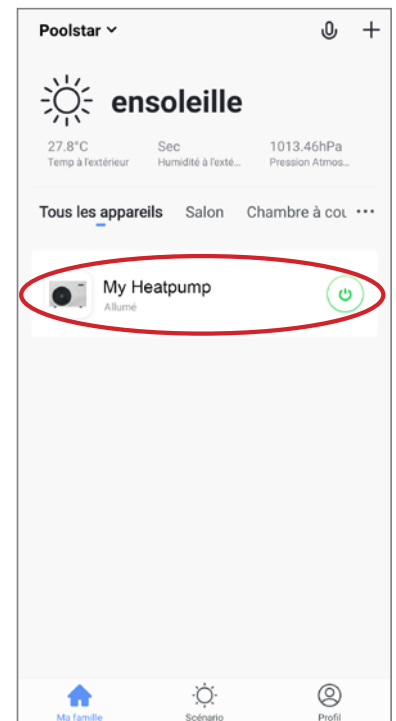 Poolstar
ensoleille
27.8°C Sec 1013.46hPa
Temp à l'extérieur Humidité à l'exté... Pression Atmos...
Tous les appareils Salon Chambre à cou
My Heatpump
Allumé
Ma famille Scénario Profil